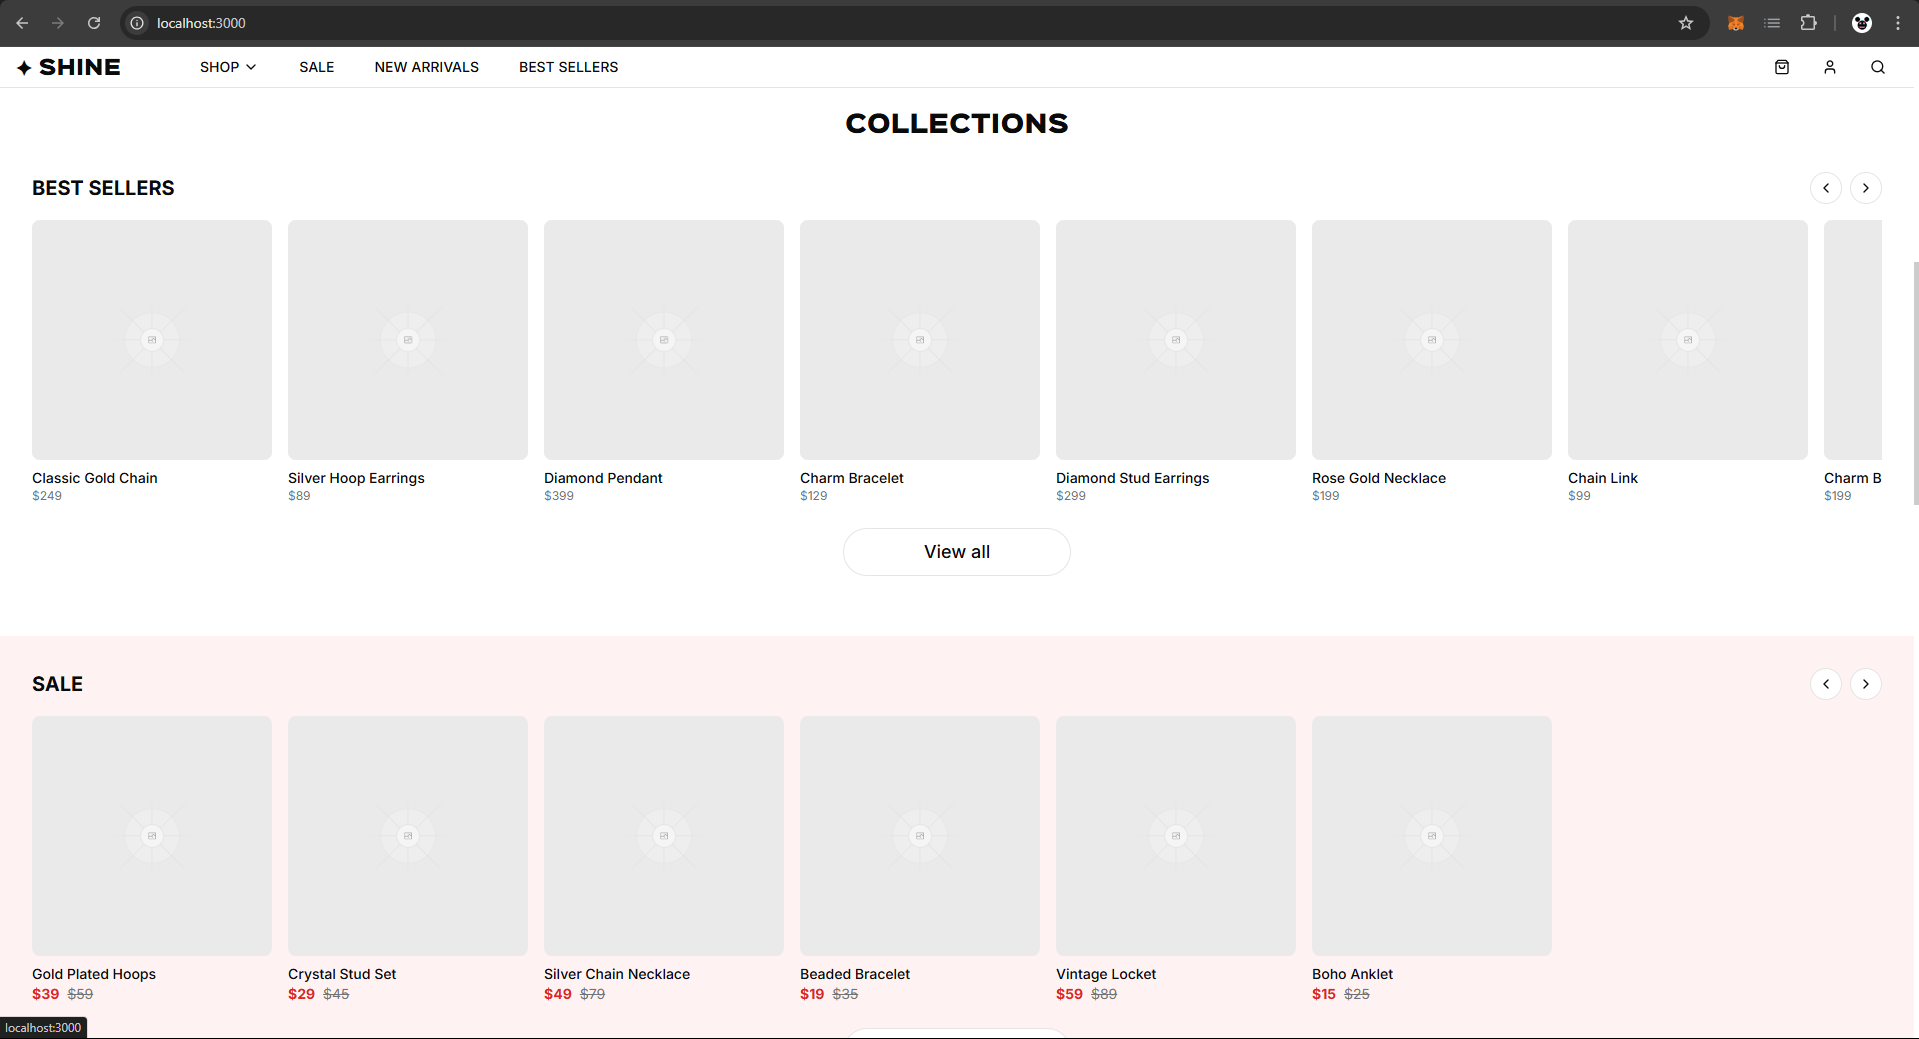 localhost:3000
SHINE
SHOP
SALE
NEW ARRIVALS
BEST SELLERS
COLLECTIONS
BEST SELLERS
Classic Gold Chain
$249
Silver Hoop Earrings
$89
Diamond Pendant
$399
Charm Bracelet
$129
Diamond Stud Earrings
$299
Rose Gold Necklace
$199
Chain Link
$99
Charm B
$199
View all
SALE
Gold Plated Hoops
$39 $59
Crystal Stud Set
$29 $45
Silver Chain Necklace
$49 $79
Beaded Bracelet
$19 $35
Vintage Locket
$59 $89
Boho Anklet
$15 $25
localhost:3000